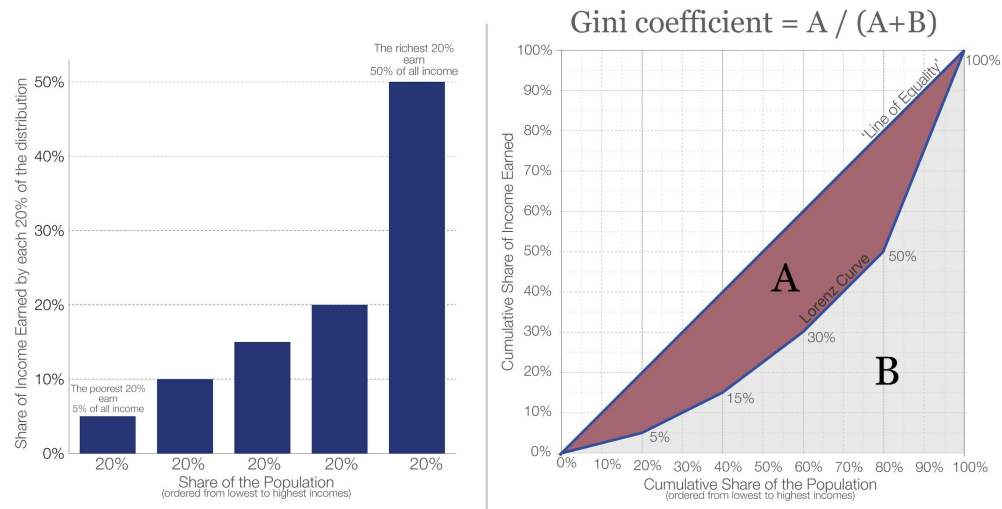 The richest 20%
earn
50% of all income
Share of Income Earned by each 20% of the distribution
50%
40%
30%
20%
10%
0%
The poorest 20%
earn
5% of all income
20%
20%
20%
20%
20%
Share of the Population
(ordered from lowest to highest incomes)
Gini coefficient = A / (A+B)
Cumulative Share of Income Earned
100%
90%
80%
70%
60%
50%
40%
30%
20%
10%
0%
100%
'Line of Equality'
A
Lorenz Curve
50%
30%
B
15%
5%
0%
10%
20%
30%
40%
50%
60%
70%
80%
90%
100%
Cumulative Share of the Population
(ordered from lowest to highest incomes)